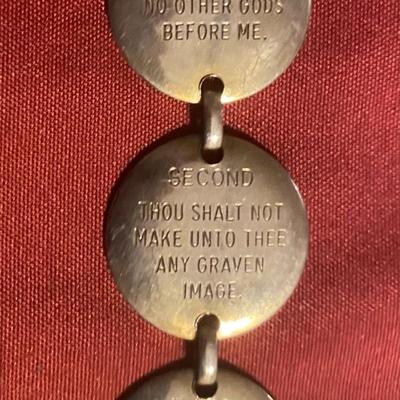 NO OTHER GODS
BEFORE ME.
SECOND
THOU SHALT NOT
MAKE UNTO THEE
ANY GRAVEN
IMAGE.